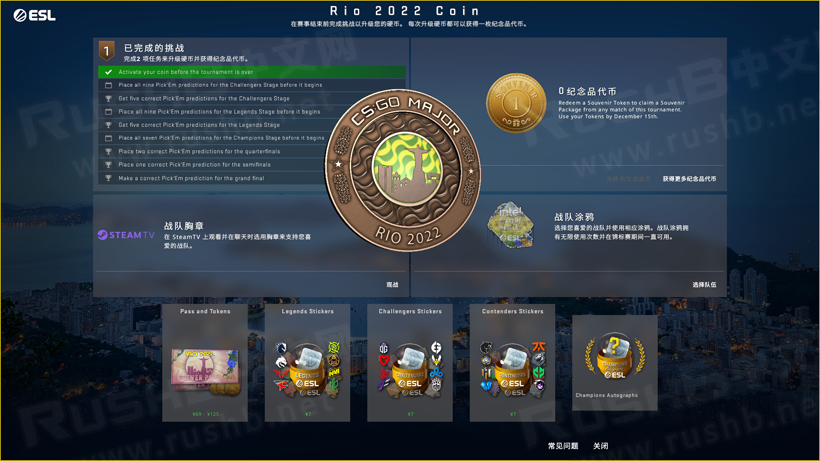 ESL
Rio 2022 Coin
在赛事结束前完成挑战以升级您的硬币。 每次升级硬币都可以获得一枚纪念品代币。
1
已完成的挑战
完成2 项任务来升级硬币并获得纪念品代币。
Activate your coin before the tournament is over
Place all nine Pick'Em predictions for the Challengers Stage before it begins
Get five correct Pick'Em predictions for the Challengers Stage
Place all nine Pick'Em predictions for the Legends Stage before it begins
Get five correct Pick'Em predictions for the Legends Stage
Place all seven Pick'Em predictions for the Champions Stage before it begins
Place two correct Pick'Em predictions for the quarterfinals
Place one correct Pick'Em prediction for the semifinals
Make a correct Pick'Em prediction for the grand final
CSGO MAJOR
RIO 2022
SOUVENIR
1
0 纪念品代币
Redeem a Souvenir Token to claim a Souvenir
Package from any match of this tournament.
Use your Tokens by December 15th.
获得更多纪念品代币
STEAMTV
战队胸章
在 SteamTV 上观看并在聊天时选用胸章来支持您喜
爱的战队。
观战
intel
ESL
战队涂鸦
选择您喜爱的战队并使用相应涂鸦。战队涂鸦拥
有无限使用次数并在锦标赛期间一直可用。
选择队伍
Pass and Tokens
¥69 - ¥125
Legends Stickers
LEGENDS
ESL
¥7
Challengers Stickers
ESL
¥7
Contenders Stickers
ESL
¥7
?
ESL
Champions Autographs
常见问题
关闭
RUSHB中文网
www.rushb.net